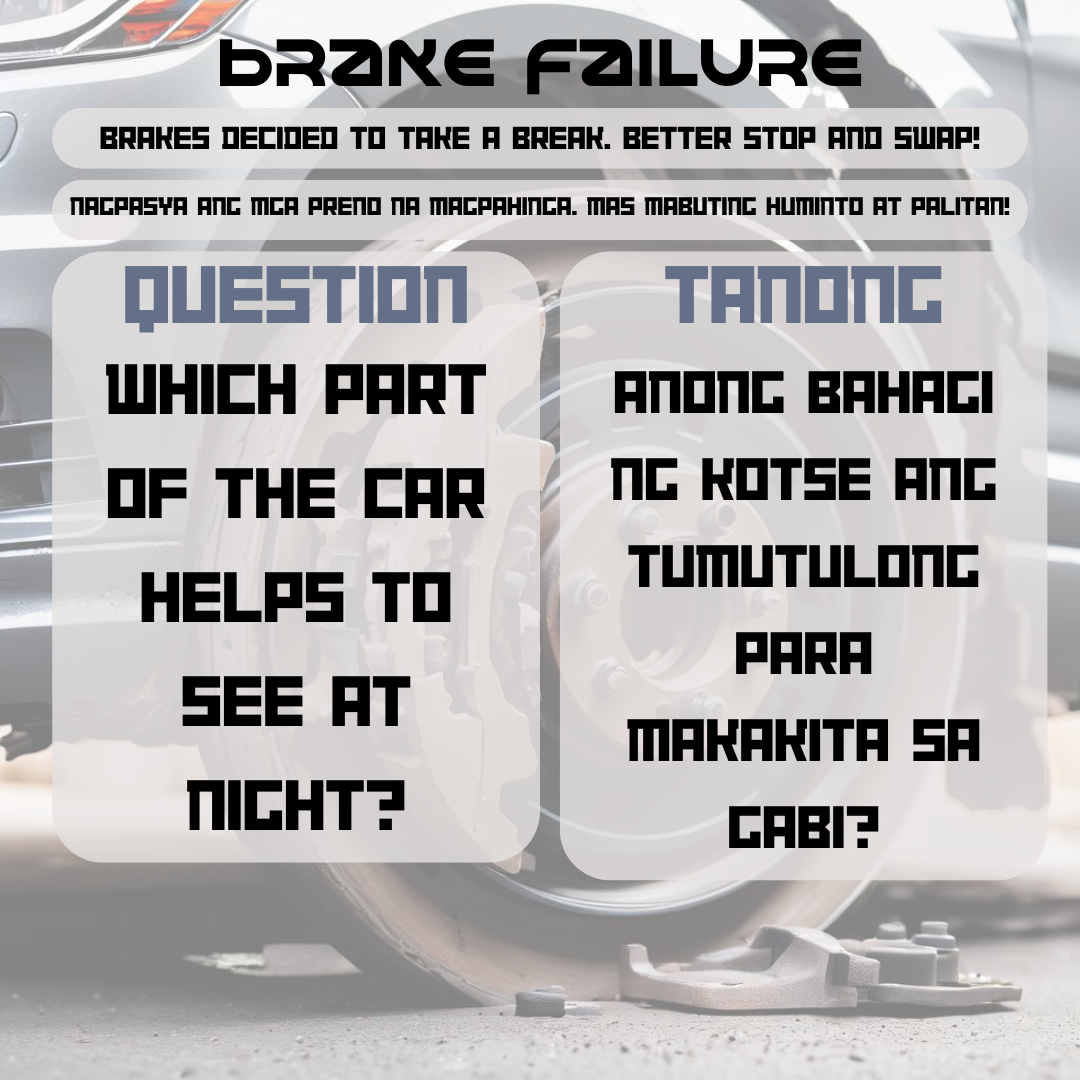 BRAKE FAILURE
BRAKES DECIDED TO TAKE A BREAK. BETTER STOP AND SWAP!
NAGPASYA ANG MGA PRENO NA MAGPAHINGA. MAS MABUTING HUMINTO AT PALITAN!
QUESTION
WHICH PART
OF THE CAR
HELPS TO
SEE AT
NIGHT?
TANONG
ANONG BAHAGI
NG KOTSE ANG
TUMUTULONG
PARA
MAKAKITA SA
GABI?